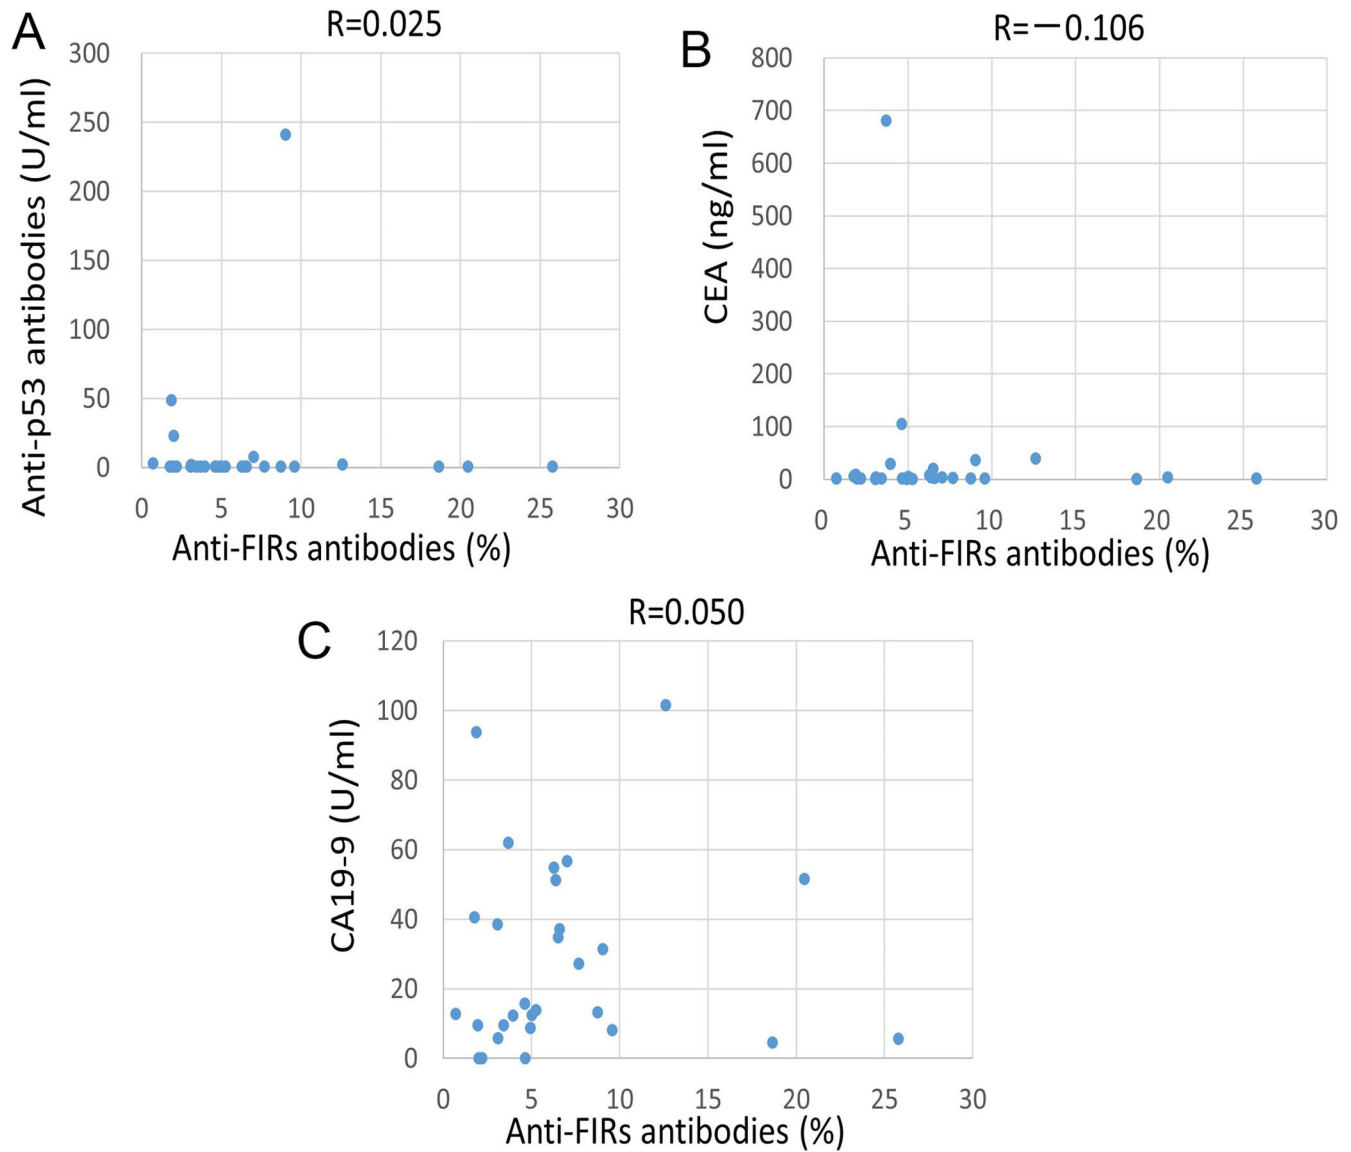 A
R=0.025
300
250
200
150
100
50
0
0 5 10 15 20 25 30
Anti-p53 antibodies (U/ml)
Anti-FIRs antibodies (%)
B
R=－0.106
800
700
600
500
400
300
200
100
0
0 5 10 15 20 25 30
CEA (ng/ml)
Anti-FIRs antibodies (%)
C
R=0.050
120
100
80
60
40
20
0
0 5 10 15 20 25 30
CA19-9 (U/ml)
Anti-FIRs antibodies (%)